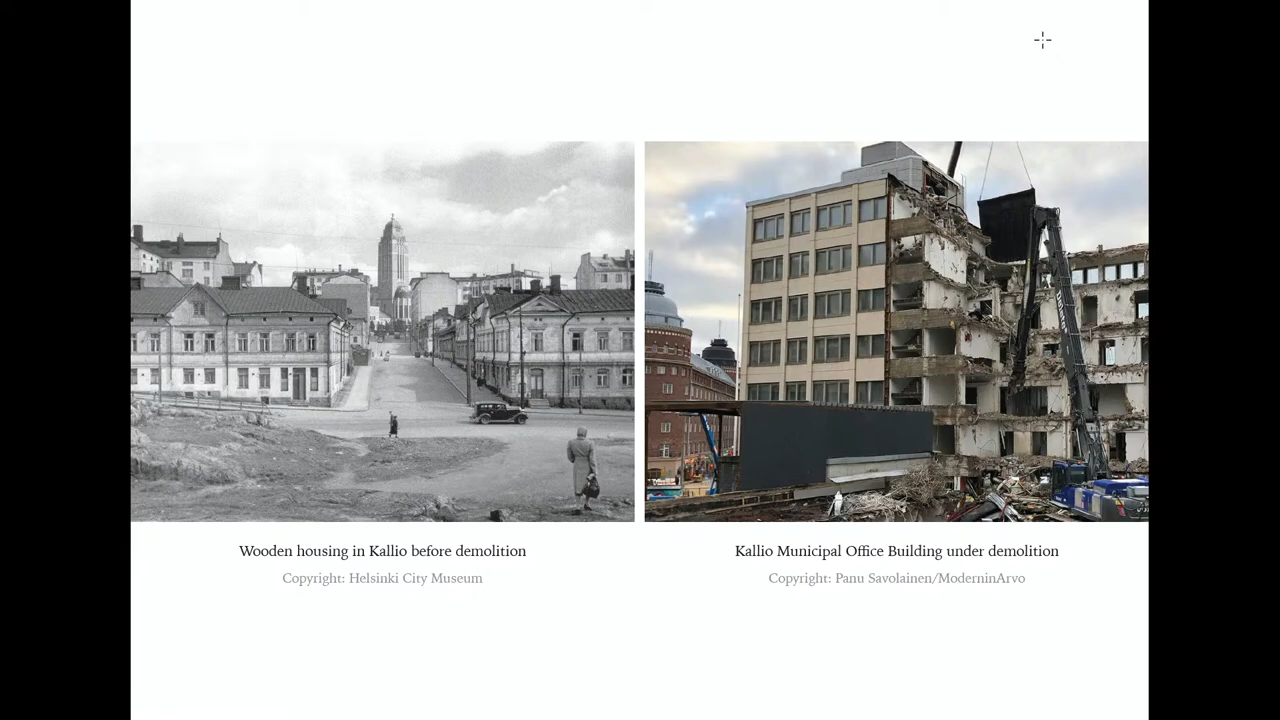 Wooden housing in Kallio before demolition
Copyright: Helsinki City Museum
Kallio Municipal Office Building under demolition
Copyright: Panu Savolainen/ModerninArvo